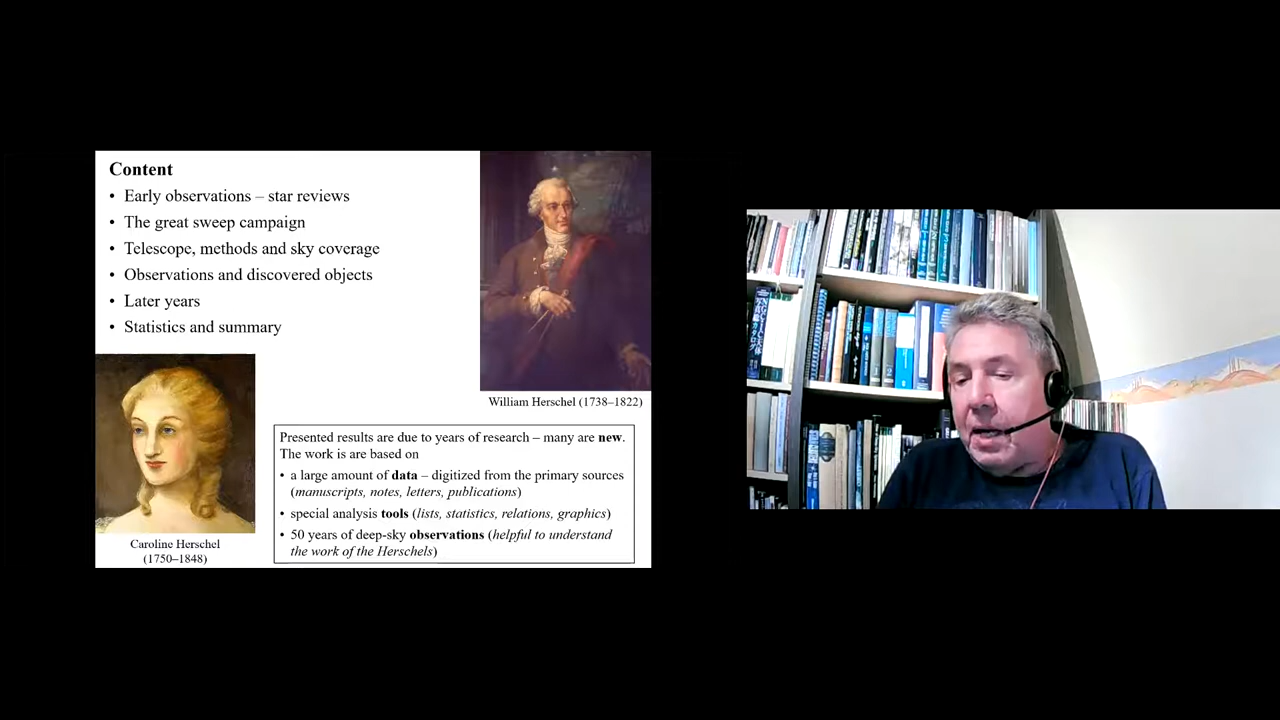 Content
• Early observations – star reviews
• The great sweep campaign
• Telescope, methods and sky coverage
• Observations and discovered objects
• Later years
• Statistics and summary
William Herschel (1738–1822)
Caroline Herschel
(1750–1848)
Presented results are due to years of research – many are new.
The work is are based on
• a large amount of data – digitized from the primary sources
(manuscripts, notes, letters, publications)
• special analysis tools (lists, statistics, relations, graphics)
• 50 years of deep-sky observations (helpful to understand
the work of the Herschels)